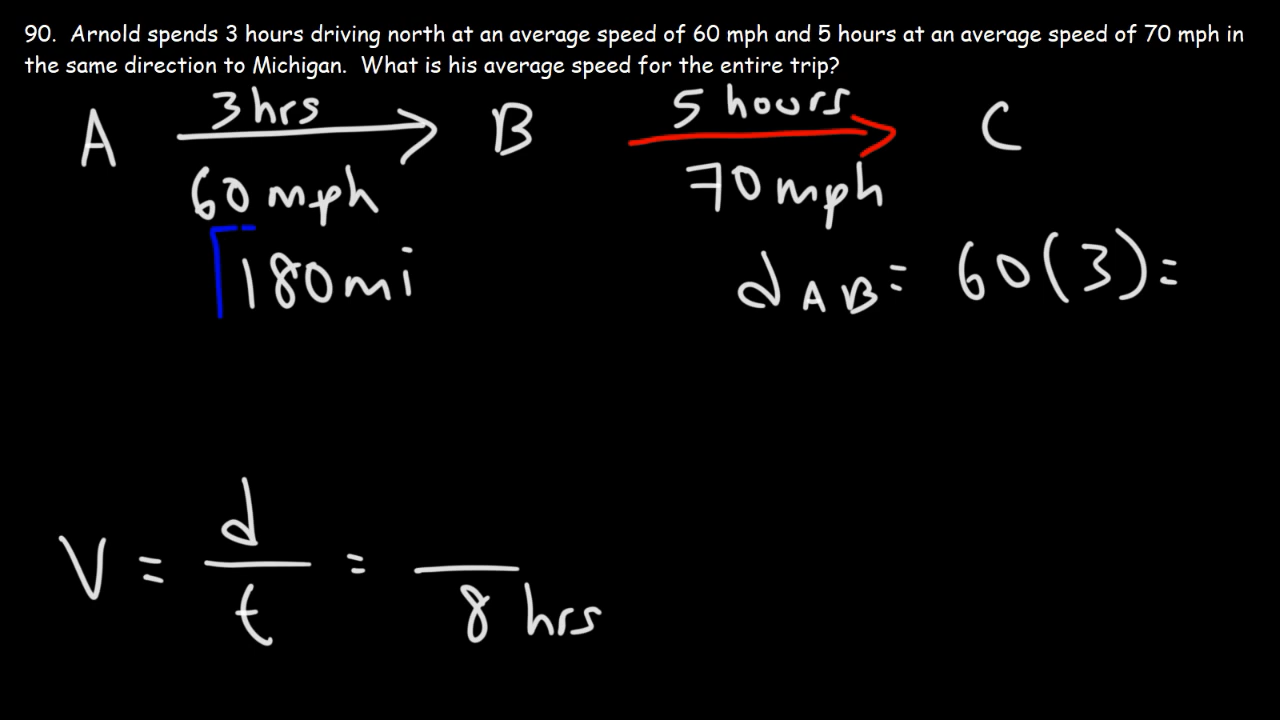 90. Arnold spends 3 hours driving north at an average speed of 60 mph and 5 hours at an average speed of 70 mph in
the same direction to Michigan. What is his average speed for the entire trip?
A 3 hrs B 5 hours C
60 mph 70 mph
180 mi d AB = 60(3) =
V = d/t = /8 hrs